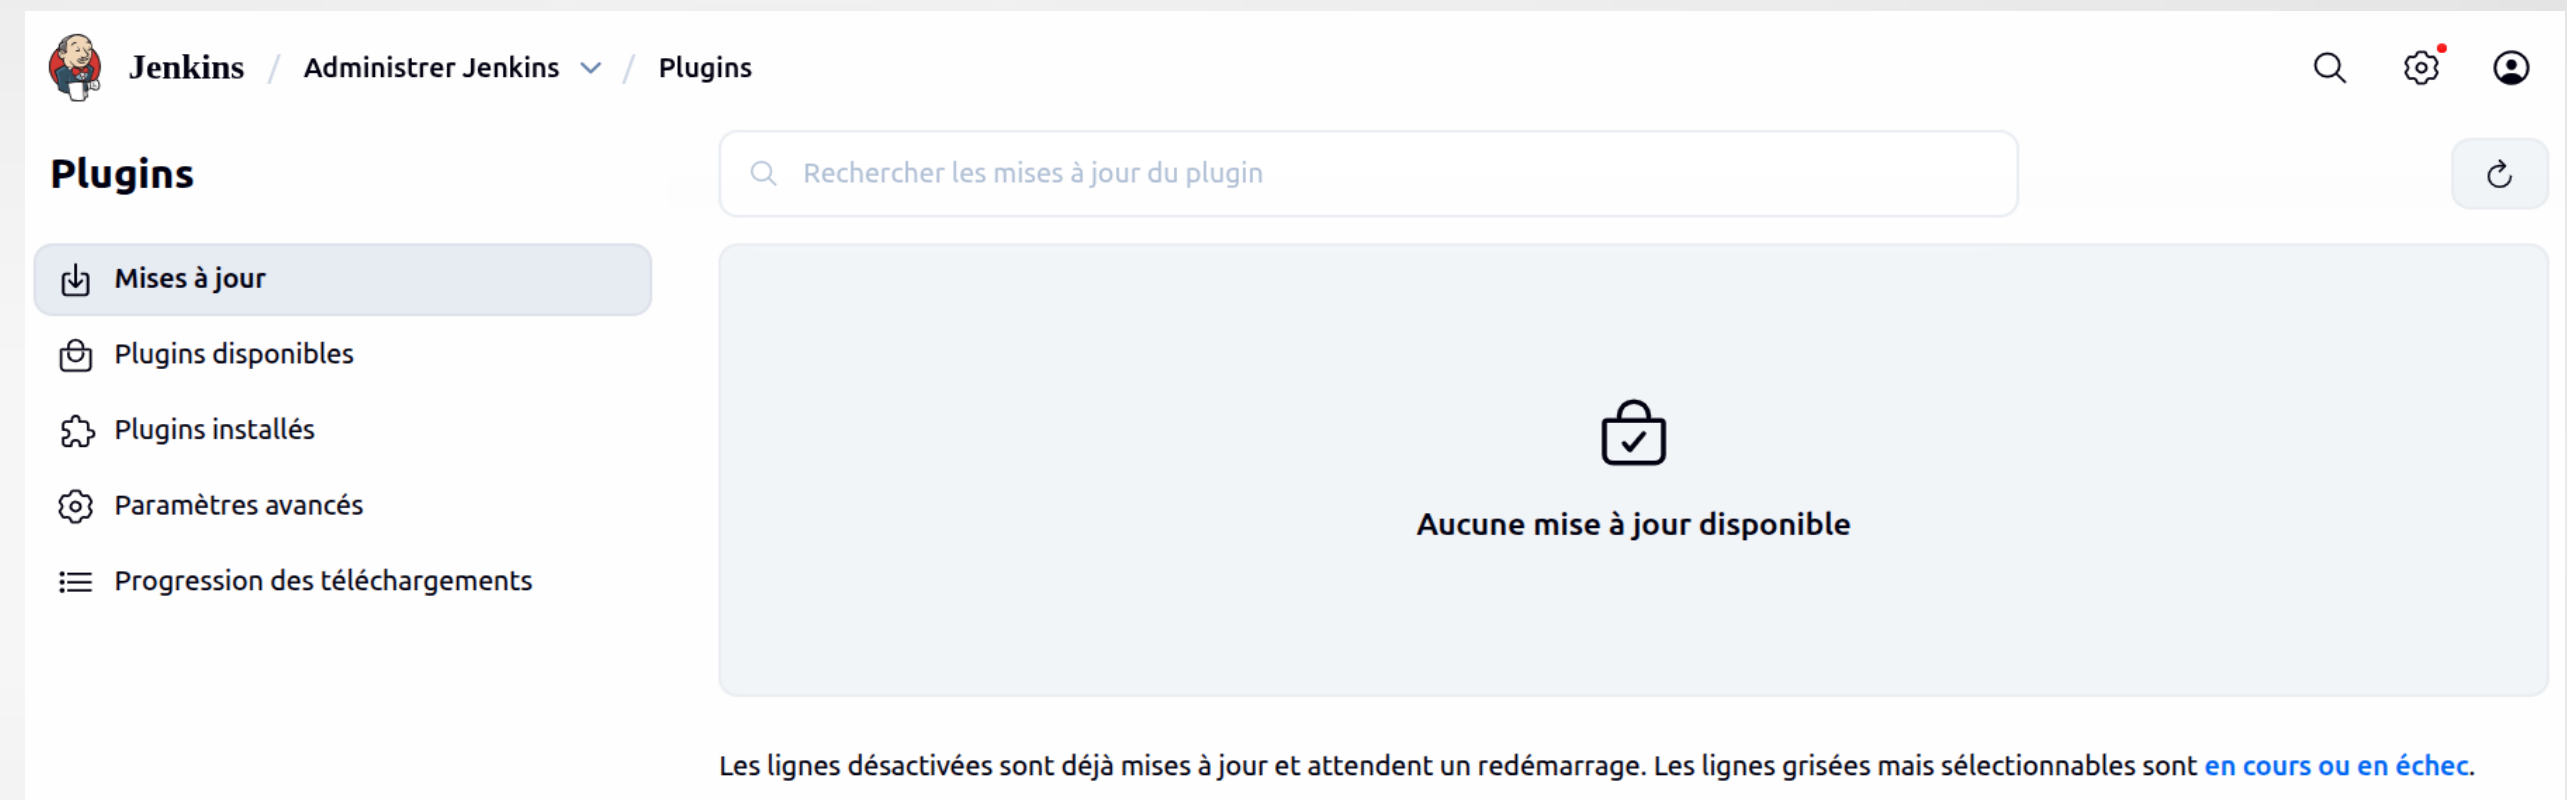 Jenkins / Administrer Jenkins / Plugins
Plugins
Rechercher les mises à jour du plugin
Mises à jour
Plugins disponibles
Plugins installés
Paramètres avancés
Progression des téléchargements
Aucune mise à jour disponible
Les lignes désactivées sont déjà mises à jour et attendent un redémarrage. Les lignes grisées mais sélectionnables sont en cours ou en échec.